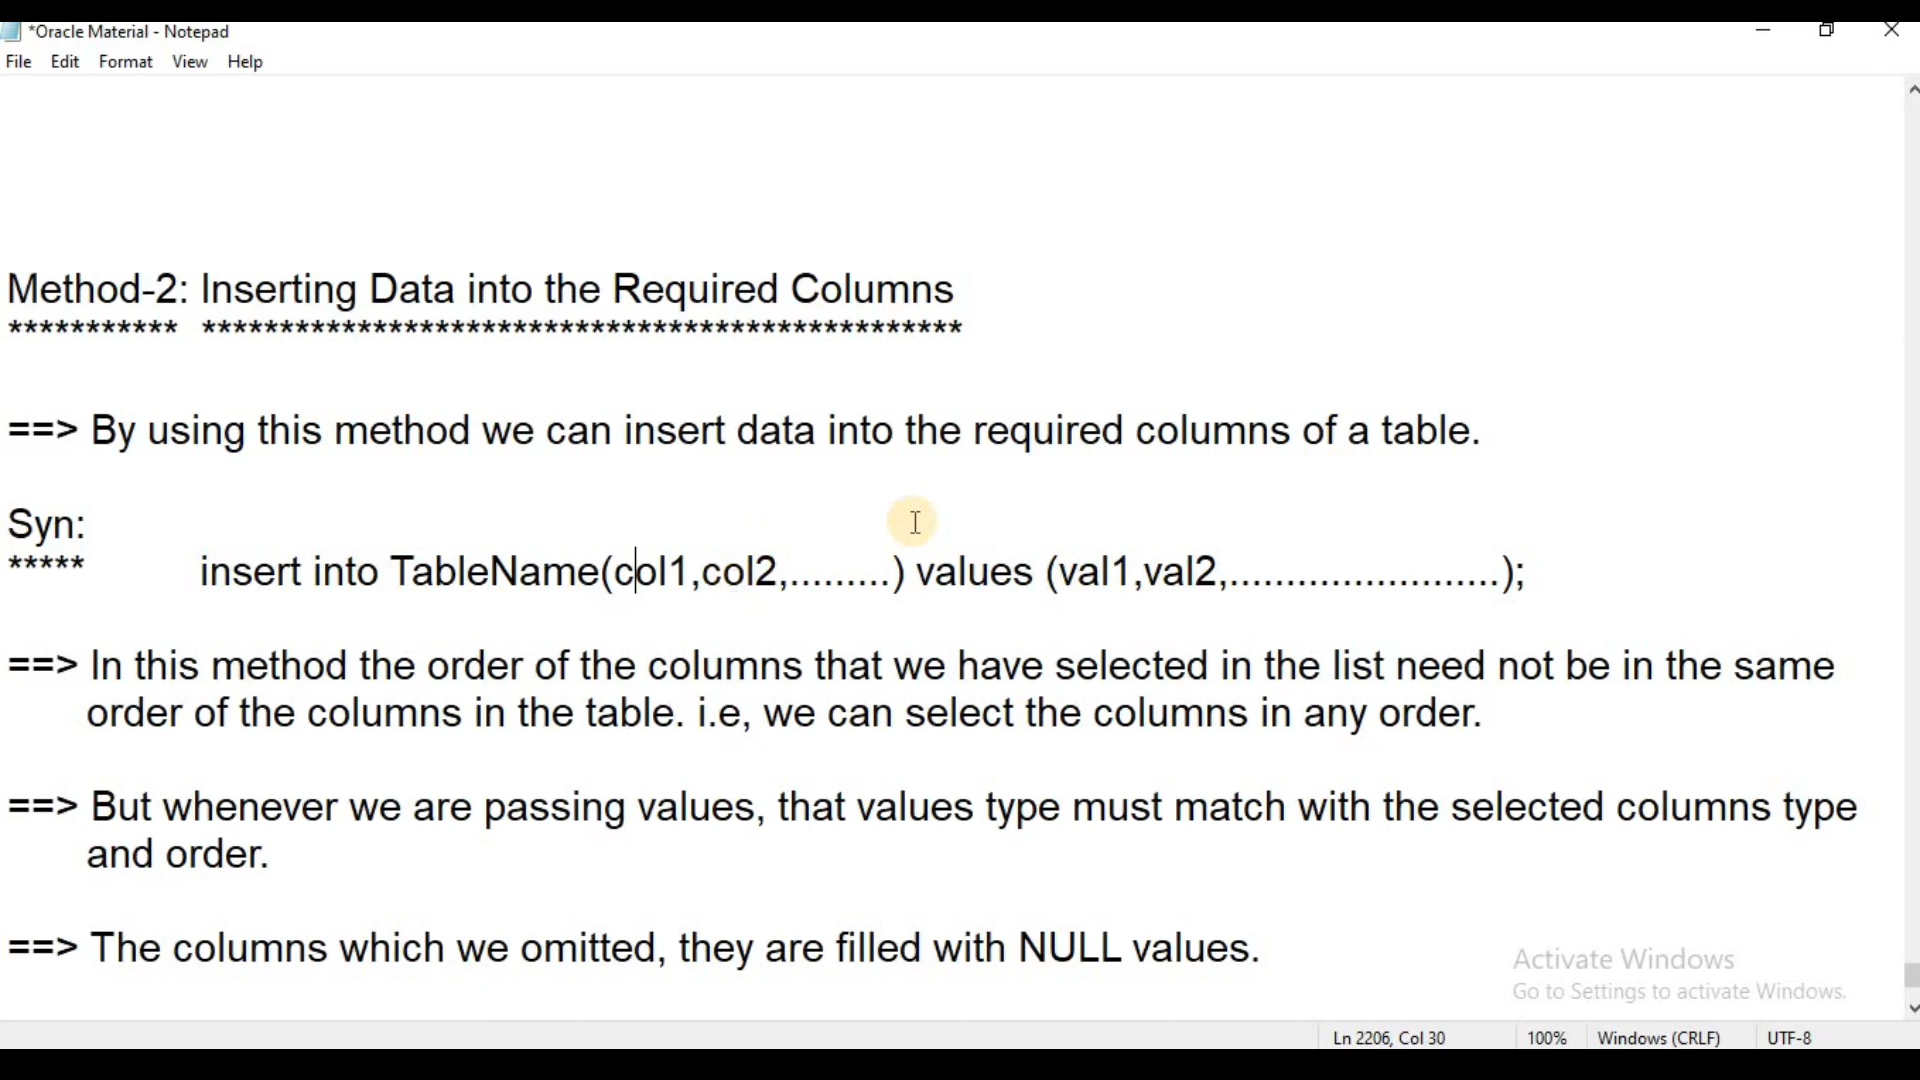 *Oracle Material - Notepad
File Edit Format View Help
Method-2: Inserting Data into the Required Columns
*********** **************************************************
==> By using this method we can insert data into the required columns of a table.
Syn:
***** insert into TableName(col1,col2,.........) values (val1,val2,........................);
==> In this method the order of the columns that we have selected in the list need not be in the same
order of the columns in the table. i.e, we can select the columns in any order.
==> But whenever we are passing values, that values type must match with the selected columns type
and order.
==> The columns which we omitted, they are filled with NULL values.
Activate Windows
Go to Settings to activate Windows.
Ln 2206, Col 30 100% Windows (CRLF) UTF-8